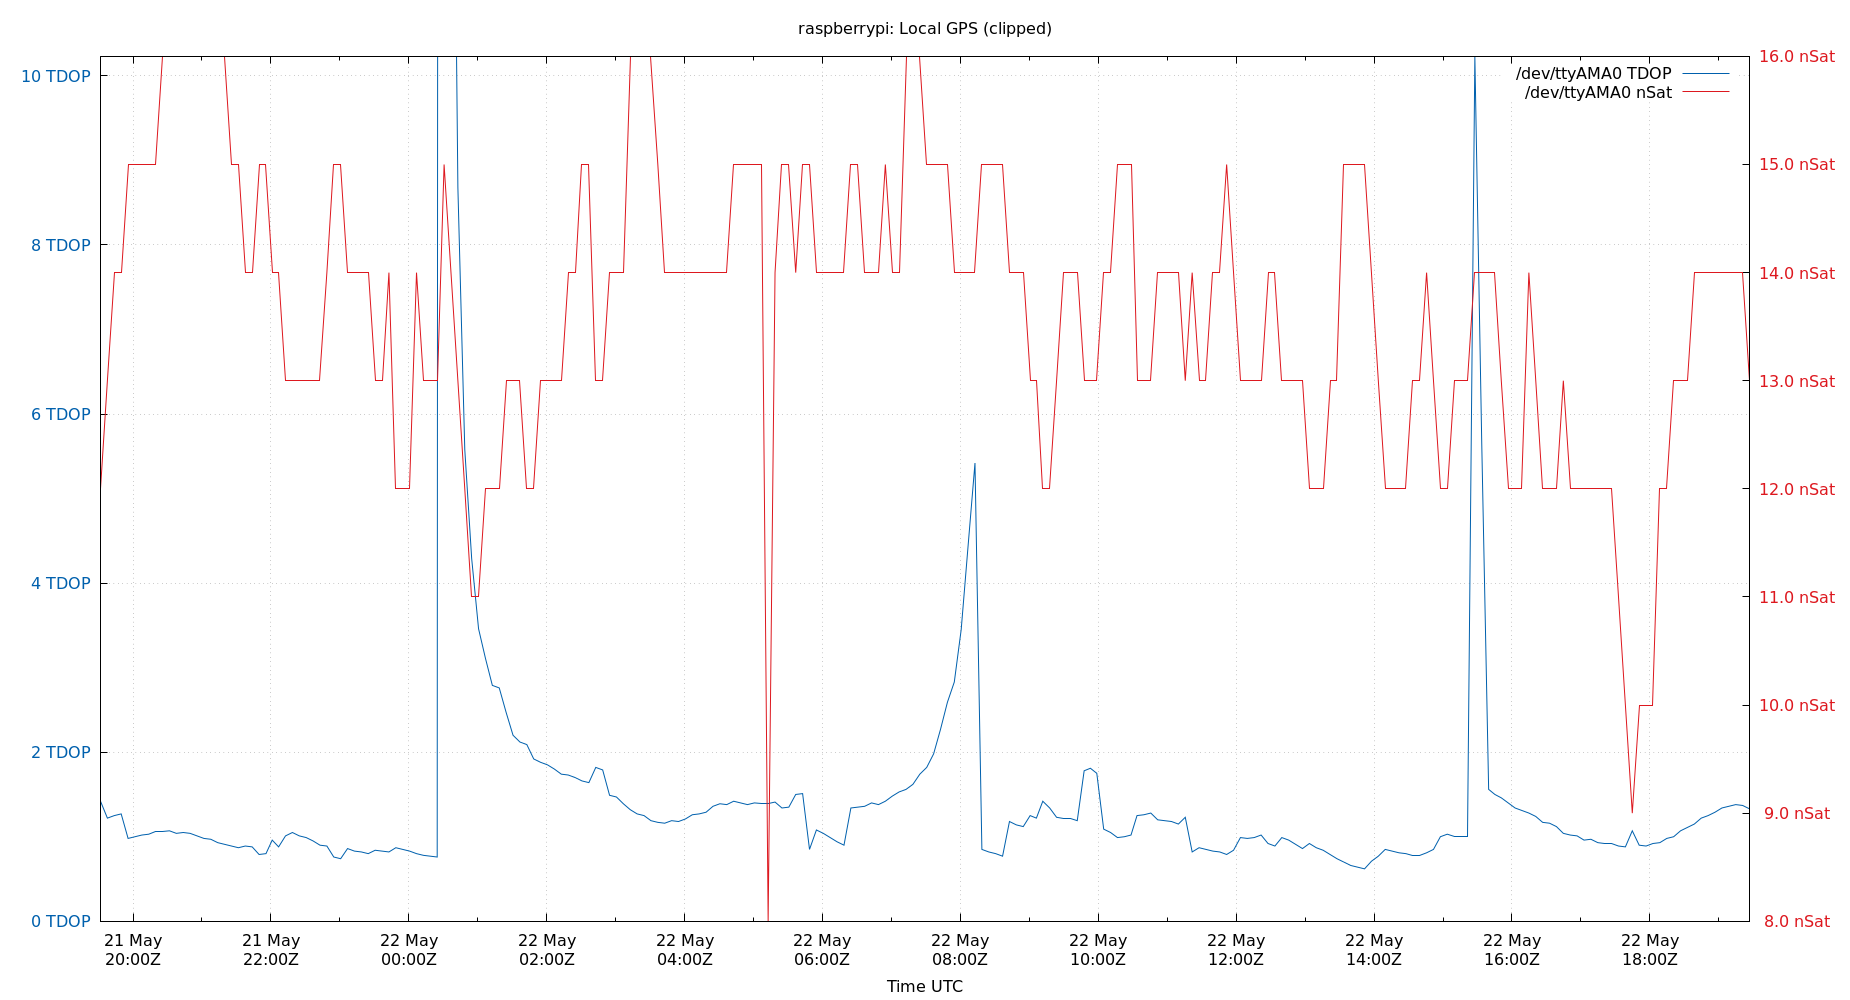 raspberrypi: Local GPS (clipped)
10 TDOP
8 TDOP
6 TDOP
4 TDOP
2 TDOP
0 TDOP
16.0 nSat
15.0 nSat
14.0 nSat
13.0 nSat
12.0 nSat
11.0 nSat
10.0 nSat
9.0 nSat
8.0 nSat
/dev/ttyAMA0 TDOP
/dev/ttyAMA0 nSat
21 May
20:00Z
21 May
22:00Z
22 May
00:00Z
22 May
02:00Z
22 May
04:00Z
22 May
06:00Z
22 May
08:00Z
22 May
10:00Z
22 May
12:00Z
22 May
14:00Z
22 May
16:00Z
22 May
18:00Z
Time UTC